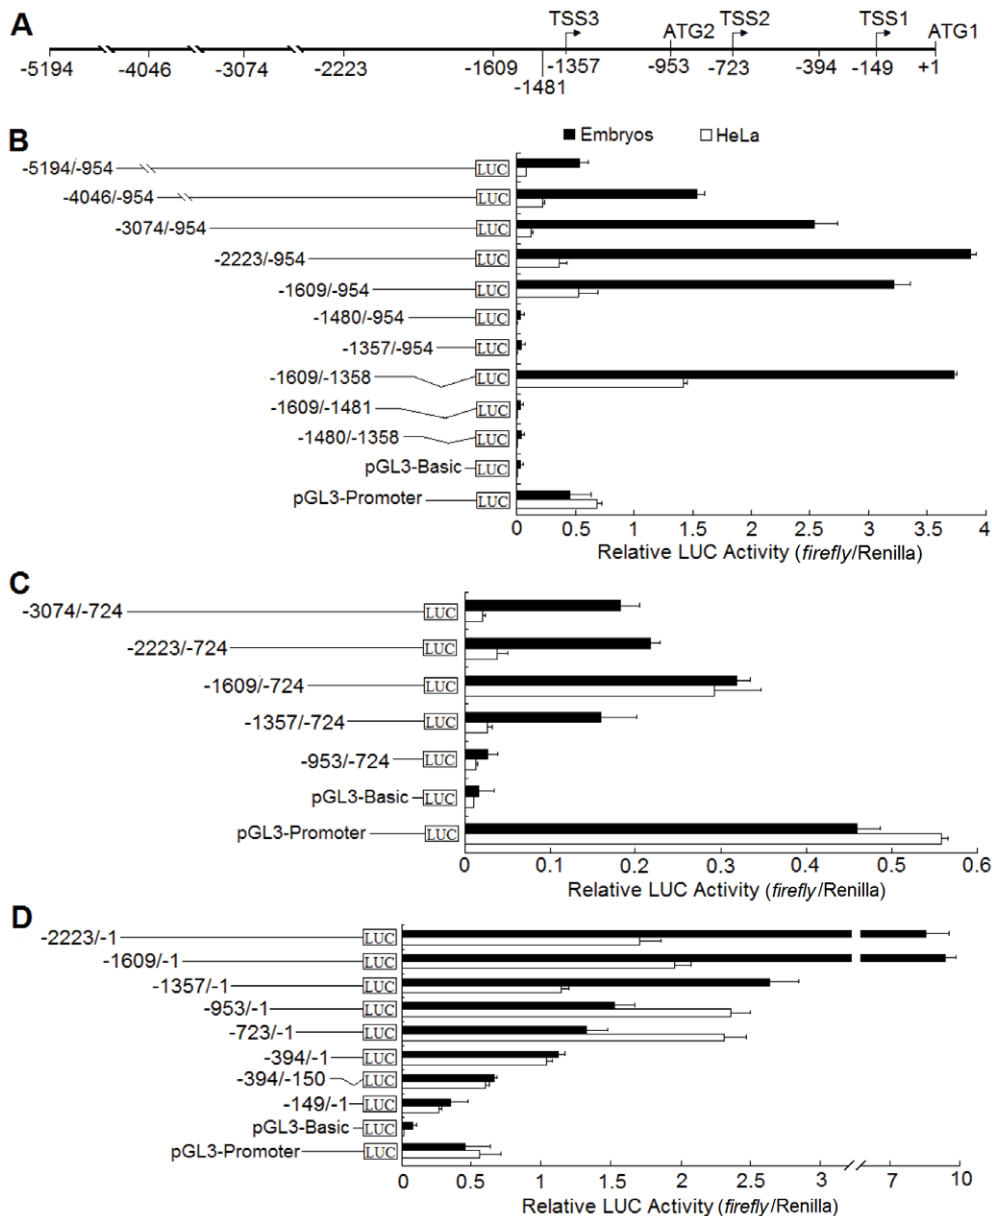 A
TSS3 TSS2 TSS1
ATG2 ATG1
-5194 -4046 -3074 -2223 -1609 -1481 -1357 -953 -723 -394 -149 +1
B
Embryos HeLa
-5194/-954 LUC
-4046/-954 LUC
-3074/-954 LUC
-2223/-954 LUC
-1609/-954 LUC
-1480/-954 LUC
-1357/-954 LUC
-1609/-1358 LUC
-1609/-1481 LUC
-1480/-1358 LUC
pGL3-Basic LUC
pGL3-Promoter LUC
0 0.5 1 1.5 2 2.5 3 3.5 4
Relative LUC Activity (firefly/Renilla)
C
-3074/-724 LUC
-2223/-724 LUC
-1609/-724 LUC
-1357/-724 LUC
-953/-724 LUC
pGL3-Basic LUC
pGL3-Promoter LUC
0 0.1 0.2 0.3 0.4 0.5 0.6
Relative LUC Activity (firefly/Renilla)
D
-2223/-1 LUC
-1609/-1 LUC
-1357/-1 LUC
-953/-1 LUC
-723/-1 LUC
-394/-1 LUC
-394/-150 LUC
-149/-1 LUC
pGL3-Basic LUC
pGL3-Promoter LUC
0 0.5 1 1.5 2 2.5 3 7 10
Relative LUC Activity (firefly/Renilla)